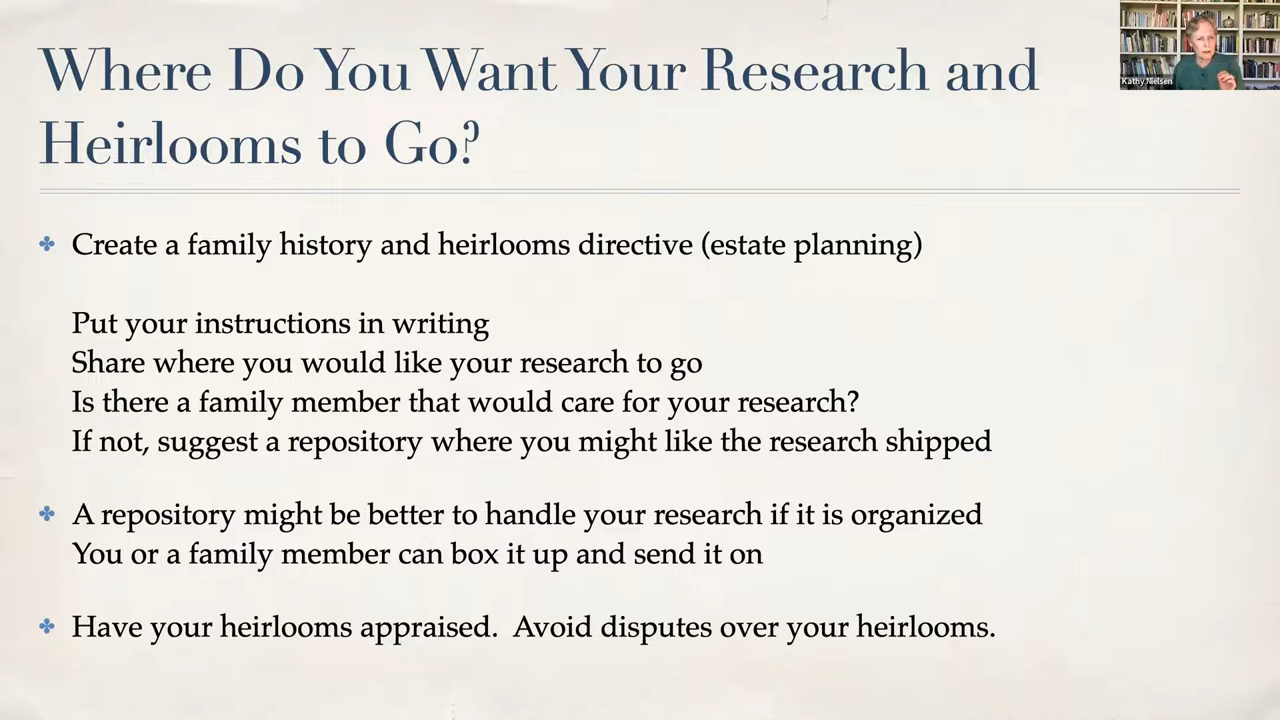 Where Do You Want Your Research and
Heirlooms to Go?
Kathy Nielsen
Create a family history and heirlooms directive (estate planning)
Put your instructions in writing
Share where you would like your research to go
Is there a family member that would care for your research?
If not, suggest a repository where you might like the research shipped
A repository might be better to handle your research if it is organized
You or a family member can box it up and send it on
Have your heirlooms appraised.  Avoid disputes over your heirlooms.